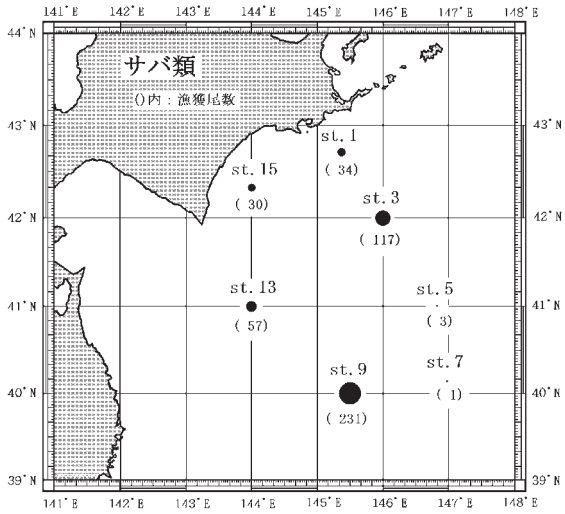 141°E 142°E 143°E 144°E 145°E 146°E 147°E 148°E
44°N 44°N
サバ類
()内：漁獲尾数
43°N 43°N
st.1
(34)
st.15
(30)
st.3
(117)
42°N 42°N
st.13
(57)
st.5
(3)
41°N 41°N
st.7
(1)
st.9
(231)
40°N 40°N
39°N 39°N
141°E 142°E 143°E 144°E 145°E 146°E 147°E 148°E